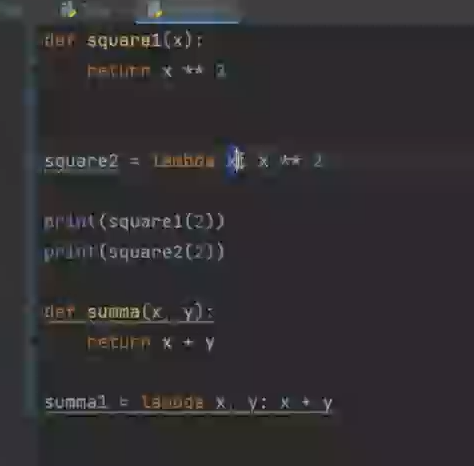 def square1(x):
return x ** 2
square2 = lambda x: x ** 2
print(square1(2))
print(square2(2))
def summa(x, y):
return x + y
summa1 = lambda x, y: x + y